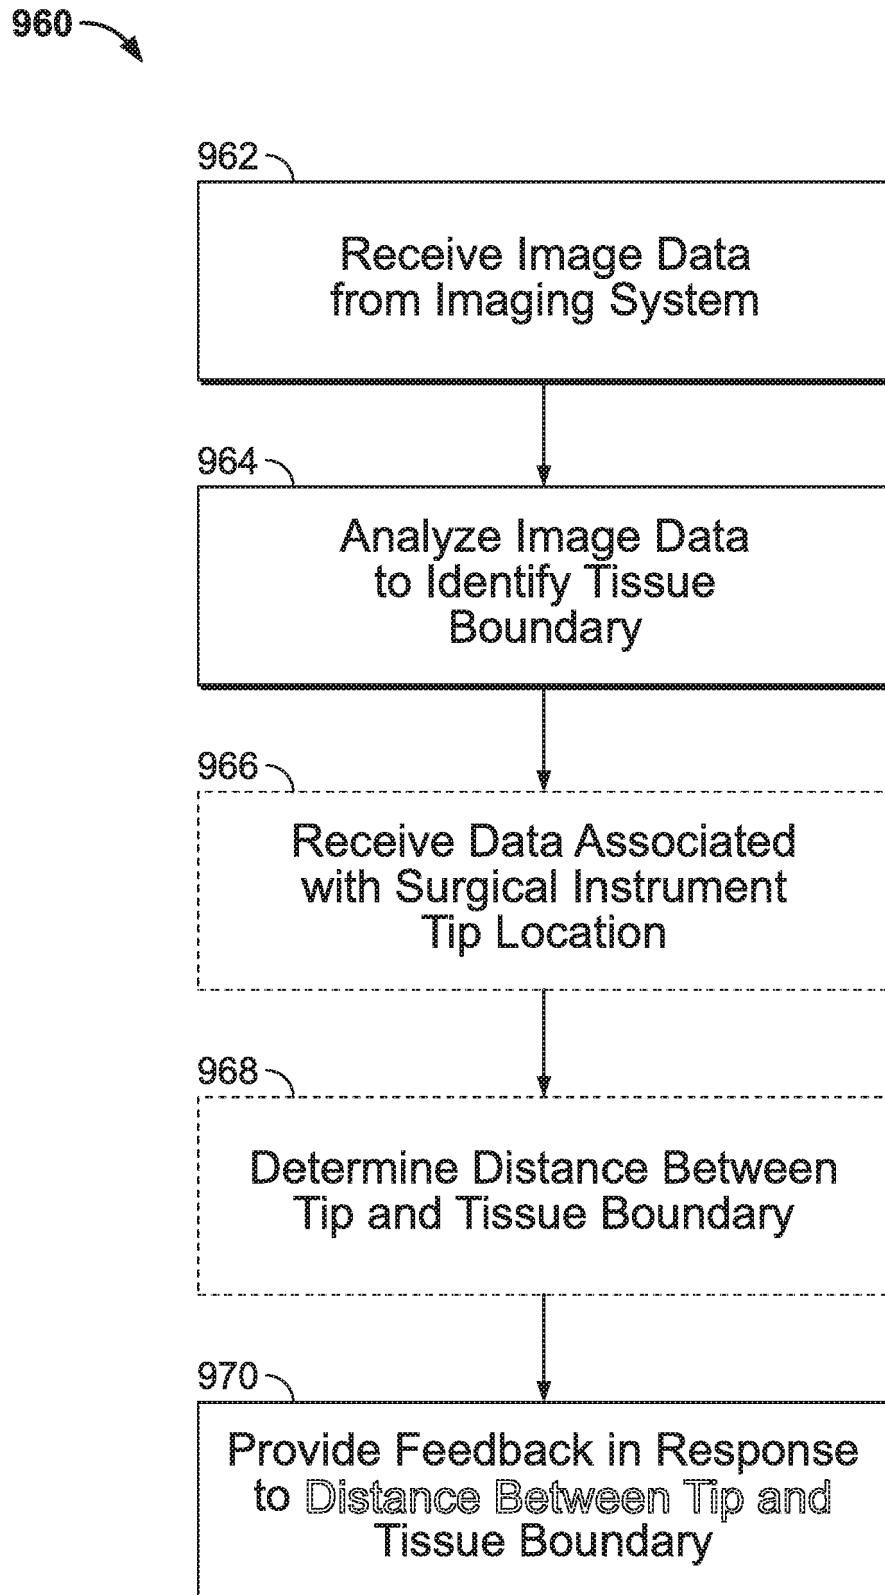 960
962
Receive Image Data
from Imaging System
964
Analyze Image Data
to Identify Tissue
Boundary
966
Receive Data Associated
with Surgical Instrument
Tip Location
968
Determine Distance Between
Tip and Tissue Boundary
970
Provide Feedback in Response
to Distance Between Tip and
Tissue Boundary